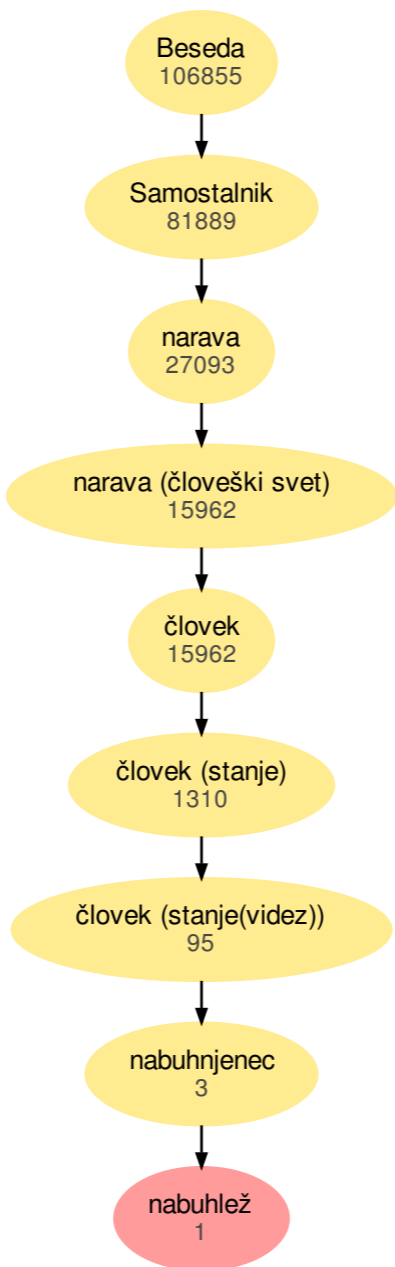 Beseda
106855
Samostalnik
81889
narava
27093
narava (človeški svet)
15962
človek
15962
človek (stanje)
1310
človek (stanje(videz))
95
nabuhnjenec
3
nabuhlež
1